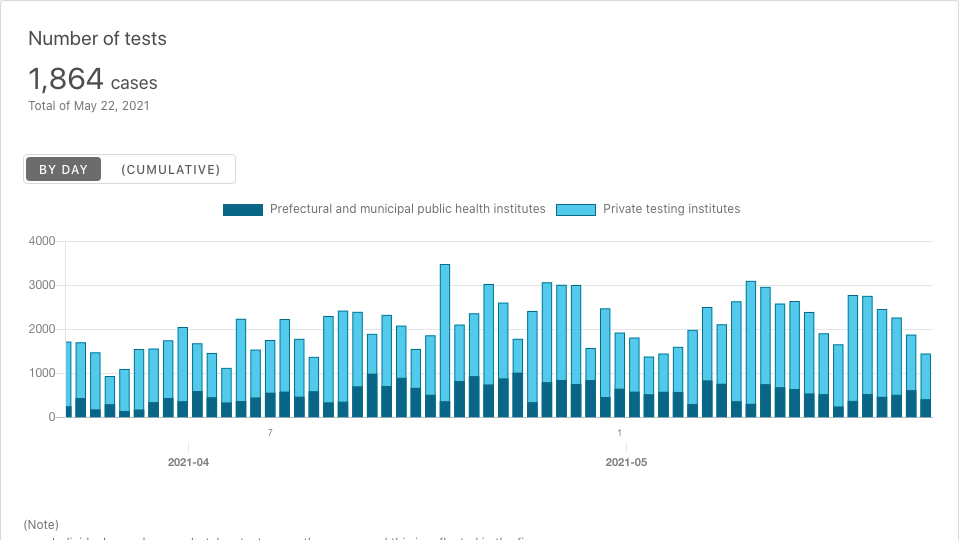 Number of tests
1,864 cases
Total of May 22, 2021
BY DAY (CUMULATIVE)
Prefectural and municipal public health institutes Private testing institutes
4000
3000
2000
1000
0
7 1
2021-04 2021-05
(Note)